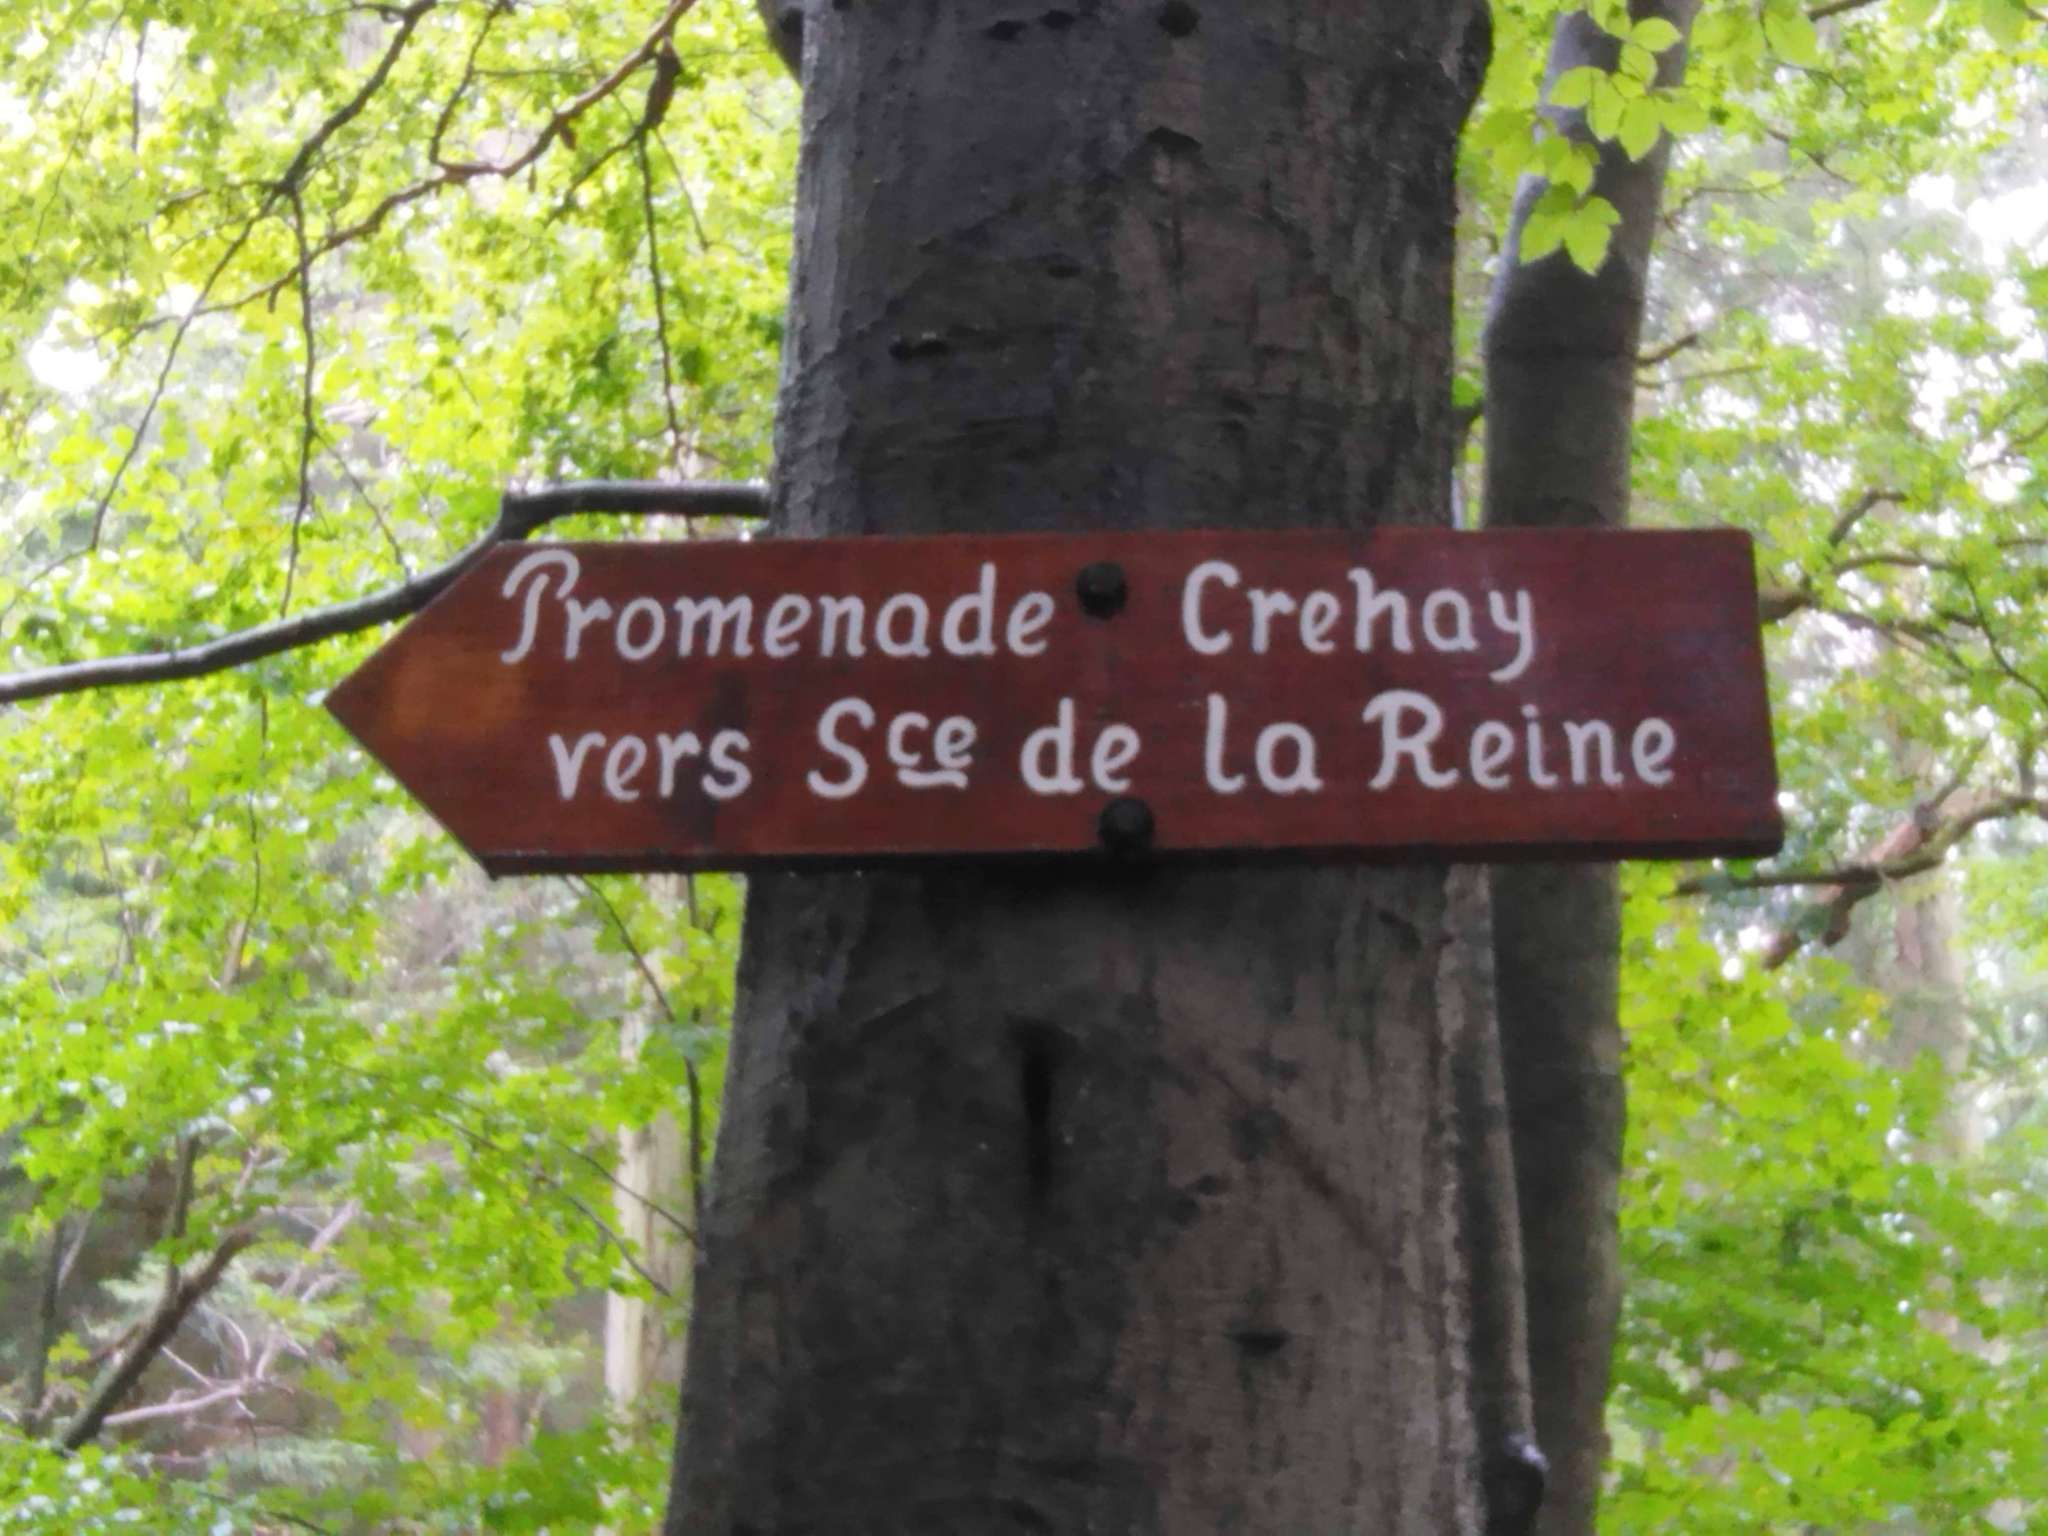 Promenade Crehay
vers Sce de la Reine